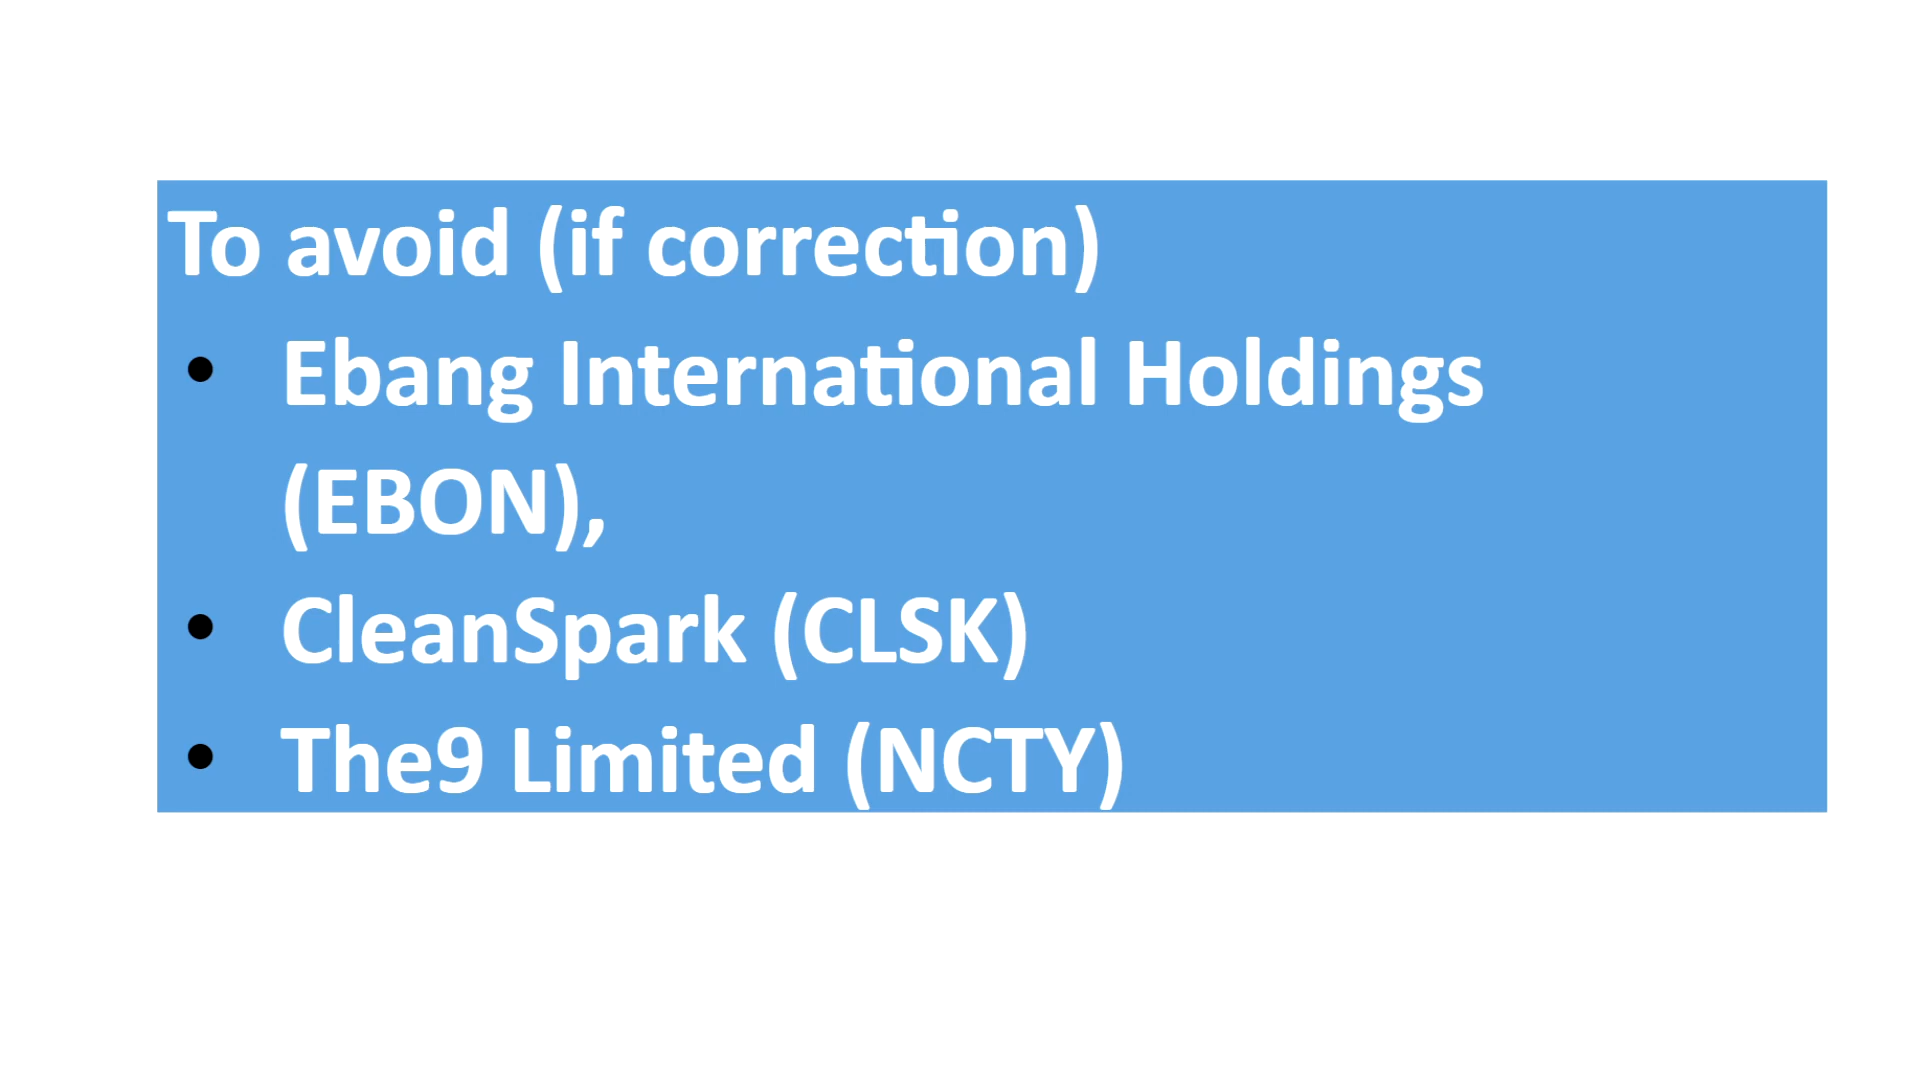 To avoid (if correction)
• Ebang International Holdings
(EBON),
• CleanSpark (CLSK)
• The9 Limited (NCTY)